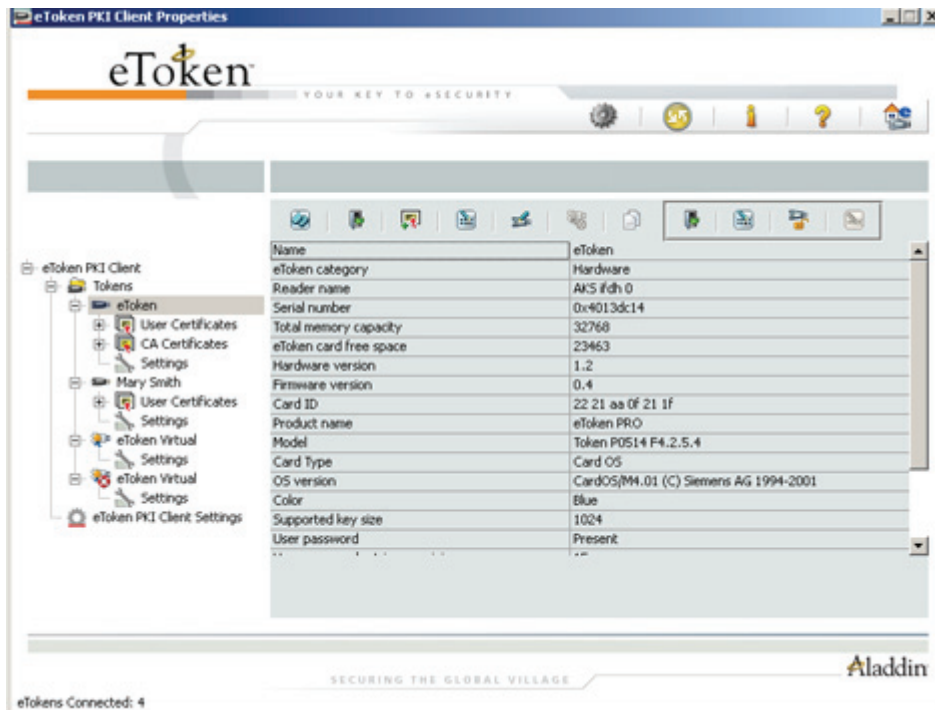 eToken PKI Client Properties
eToken
YOUR KEY TO eSECURITY
eToken PKI Client
Tokens
eToken
User Certificates
CA Certificates
Settings
Mary Smith
User Certificates
Settings
eToken Virtual
Settings
eToken Virtual
Settings
eToken PKI Client Settings
Name eToken
eToken category Hardware
Reader name AKS ifdh 0
Serial number 0x4013dc14
Total memory capacity 32768
eToken card free space 23463
Hardware version 1.2
Firmware version 0.4
Card ID 22 21 aa 0f 21 1f
Product name eToken PRO
Model Token P0514 F4.2.5.4
Card Type Card OS
OS version CardOS/M4.01 (C) Siemens AG 1994-2001
Color Blue
Supported key size 1024
User password Present
Aladdin
SECURING THE GLOBAL VILLAGE
eTokens Connected: 4